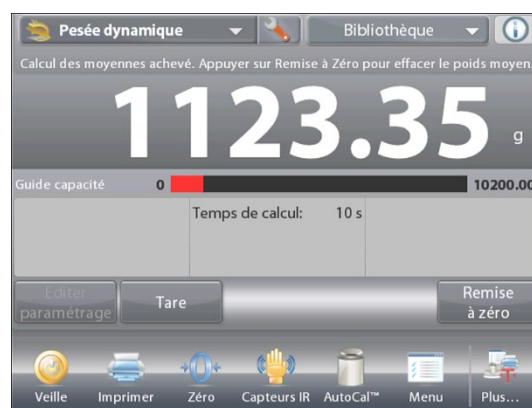 Pesée dynamique
Bibliothèque
Calcul des moyennes achevé. Appuyer sur Remise à Zéro pour effacer le poids moyen.
1123.35 g
Guide capacité 0 10200.00
Temps de calcul: 10 s
Editer paramétrage
Tare
Remise à zéro
Veille Imprimer Zéro Capteurs IR AutoCal™ Menu Plus...